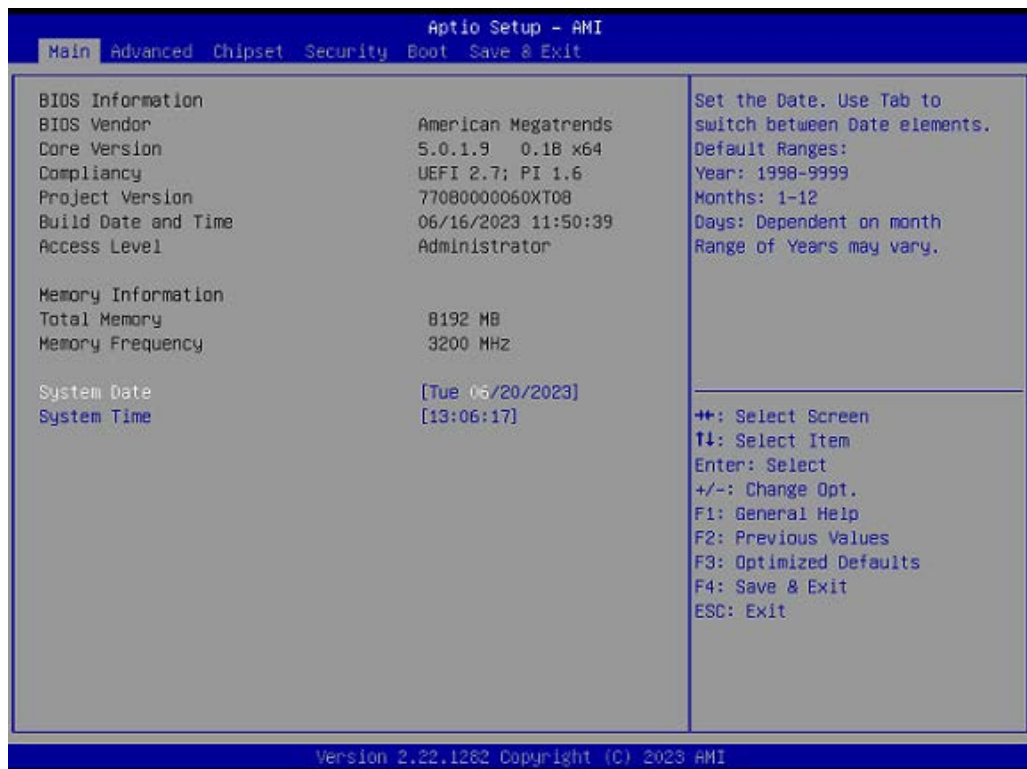 Aptio Setup - AMI
Main Advanced Chipset Security Boot Save & Exit
BIOS Information
BIOS Vendor American Megatrends
Core Version 5.0.1.9 0.18 x64
Compliancy UEFI 2.7; PI 1.6
Project Version 77080000060XT08
Build Date and Time 06/16/2023 11:50:39
Access Level Administrator
Memory Information
Total Memory 8192 MB
Memory Frequency 3200 MHz
System Date [Tue 06/20/2023]
System Time [13:06:17]
Set the Date. Use Tab to
switch between Date elements.
Default Ranges:
Year: 1998-9999
Months: 1-12
Days: Dependent on month
Range of Years may vary.
→←: Select Screen
↑↓: Select Item
Enter: Select
+/-: Change Opt.
F1: General Help
F2: Previous Values
F3: Optimized Defaults
F4: Save & Exit
ESC: Exit
Version 2.22.1282 Copyright (C) 2023 AMI